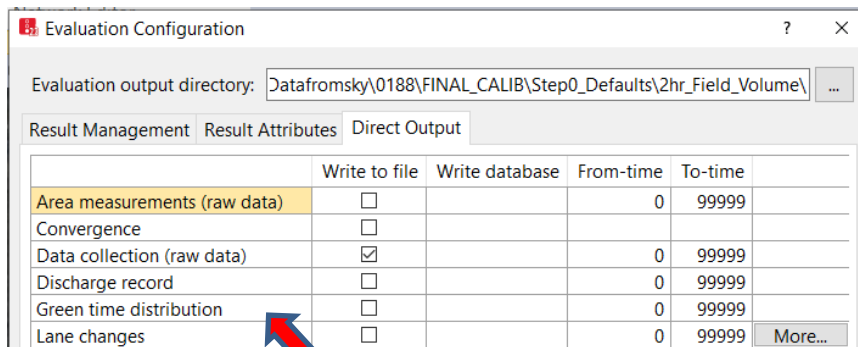 Evaluation Configuration ? ×
Evaluation output directory: Datafromsky\0188\FINAL_CALIB\Step0_Defaults\2hr_Field_Volume\ ...
Result Management Result Attributes Direct Output
Write to file Write database From-time To-time
Area measurements (raw data) 0 99999
Convergence
Data collection (raw data) 0 99999
Discharge record 0 99999
Green time distribution 0 99999
Lane changes 0 99999 More...